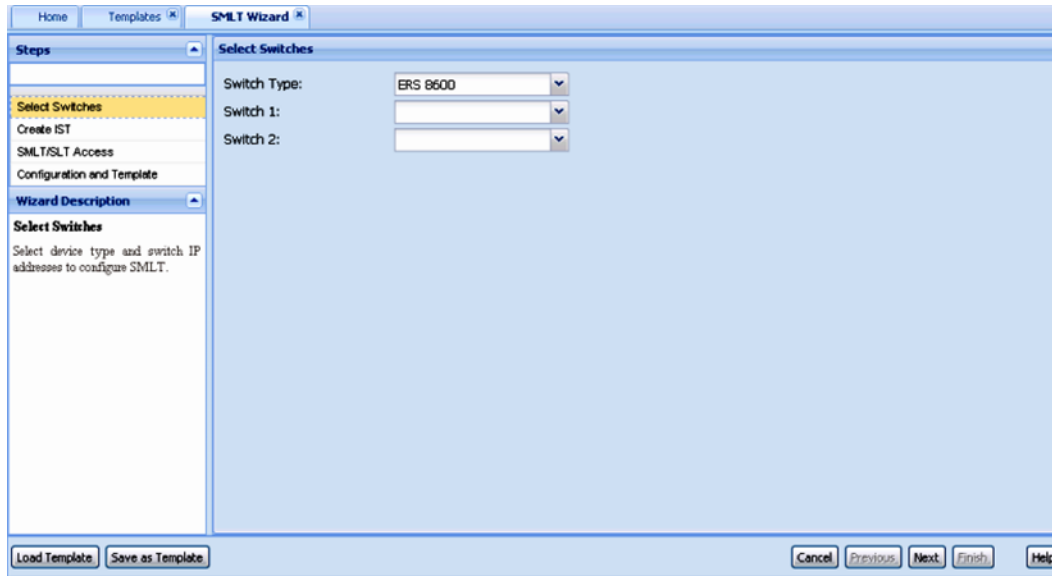 Home Templates SMLT Wizard
Steps
Select Switches
Create IST
SMLT/SLT Access
Configuration and Template
Wizard Description
Select Switches
Select device type and switch IP
addresses to configure SMLT.
Select Switches
Switch Type: ERS 8600
Switch 1:
Switch 2:
Load Template Save as Template Cancel Previous Next Finish Help